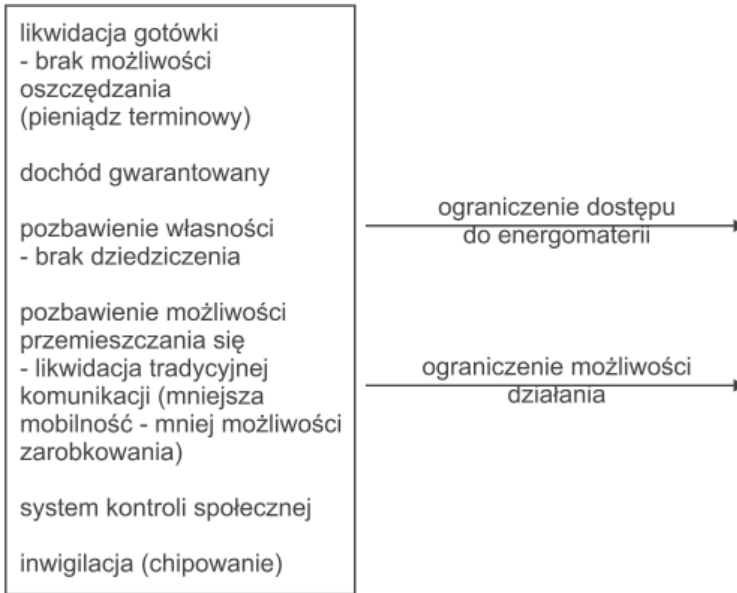 likwidacja gotówki
- brak możliwości
oszczędzania
(pieniądz terminowy)
dochód gwarantowany
pozbawienie własności
- brak dziedziczenia
pozbawienie możliwości
przemieszczania się
- likwidacja tradycyjnej
komunikacji (mniejsza
mobilność - mniej możliwości
zarobkowania)
system kontroli społecznej
inwigilacja (chipowanie)
ograniczenie dostępu
do energomaterii
ograniczenie możliwości
działania